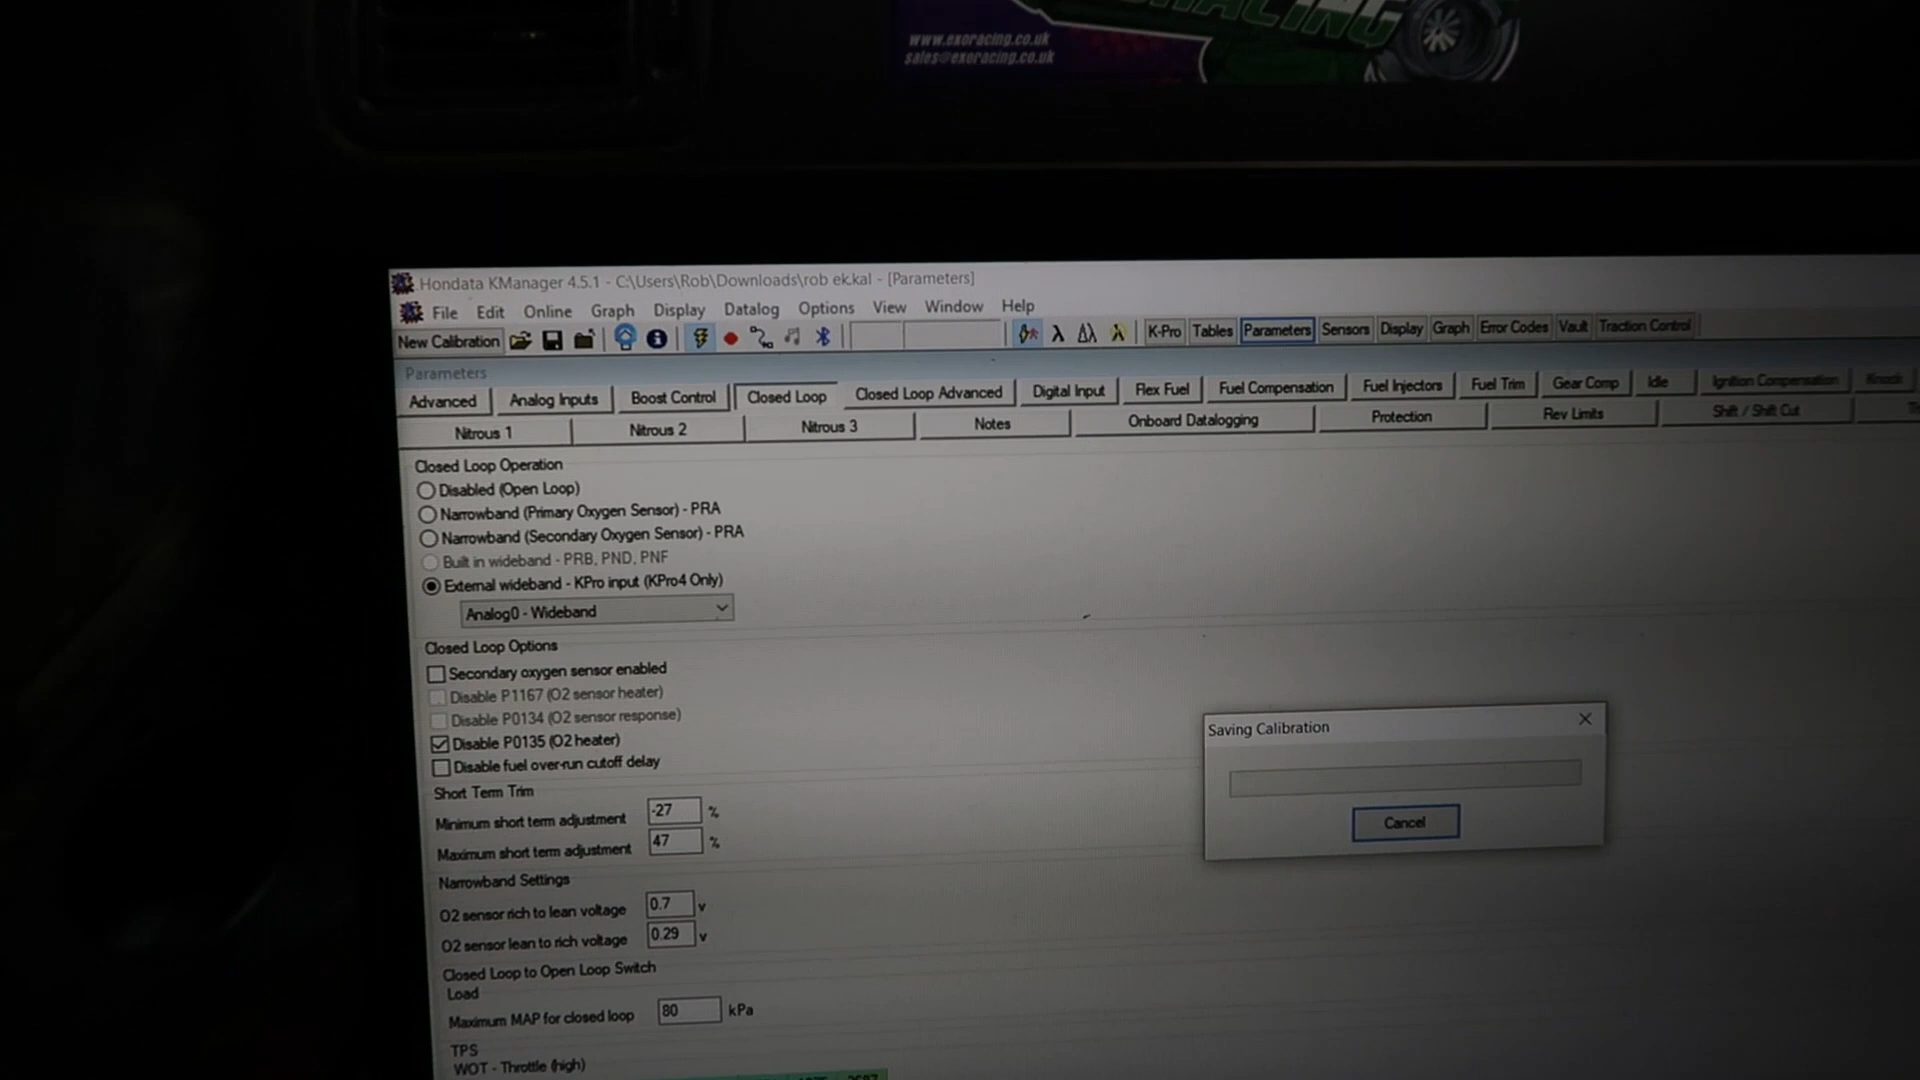 RACING
www.exoracing.co.uk
sales@exoracing.co.uk
Hondata KManager 4.5.1 - C:\Users\Rob\Downloads\rob ek.kal - [Parameters]
File Edit Online Graph Display Datalog Options View Window Help
New Calibration K-Pro Tables Parameters Sensors Display Graph Error Codes Vault Traction Control
Parameters
Advanced Analog Inputs Boost Control Closed Loop Closed Loop Advanced Digital Input Flex Fuel Fuel Compensation Fuel Injectors Fuel Trim Gear Comp Idle Ignition Compensation Knock
Nitrous 1 Nitrous 2 Nitrous 3 Notes Onboard Datalogging Protection Rev Limits Shift / Shift Cut
Closed Loop Operation
Disabled (Open Loop)
Narrowband (Primary Oxygen Sensor) - PRA
Narrowband (Secondary Oxygen Sensor) - PRA
Built in wideband - PRB, PND, PNF
External wideband - KPro input (KPro4 Only)
Analog0 - Wideband
Closed Loop Options
Secondary oxygen sensor enabled
Disable P1167 (O2 sensor heater)
Disable P0134 (O2 sensor response)
Disable P0135 (O2 heater)
Disable fuel over-run cutoff delay
Short Term Trim
Minimum short term adjustment -27 %
Maximum short term adjustment 47 %
Narrowband Settings
O2 sensor rich to lean voltage 0.7 v
O2 sensor lean to rich voltage 0.29 v
Closed Loop to Open Loop Switch
Load
Maximum MAP for closed loop 80 kPa
TPS
WOT - Throttle (high)
Saving Calibration
Cancel